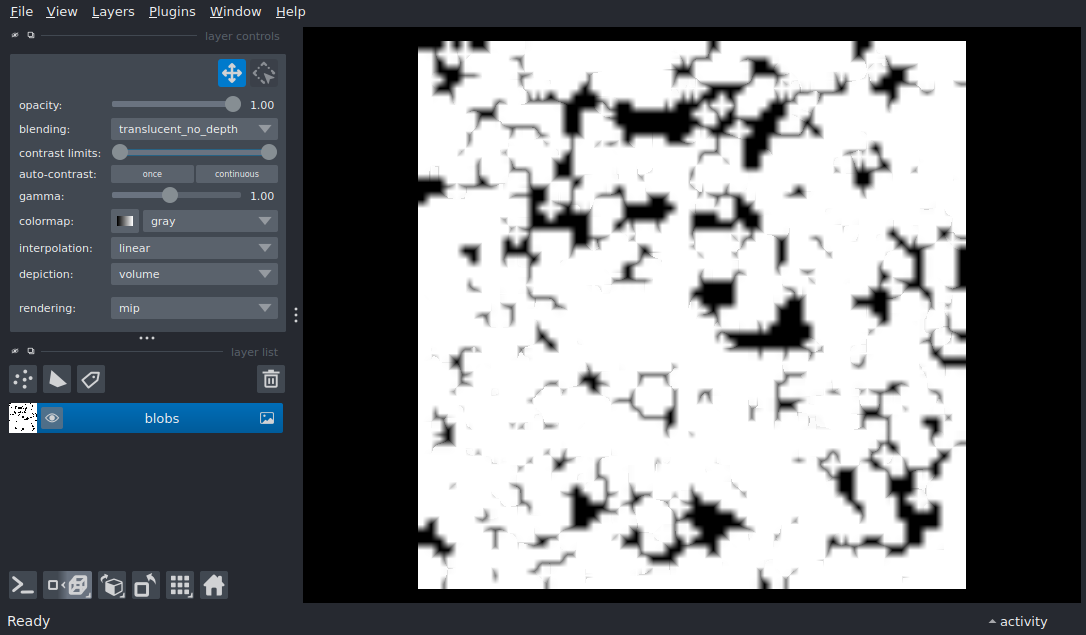 File View Layers Plugins Window Help
layer controls
opacity: 1.00
blending: translucent_no_depth
contrast limits:
auto-contrast: once continuous
gamma: 1.00
colormap: gray
interpolation: linear
depiction: volume
rendering: mip
layer list
blobs
Ready
activity